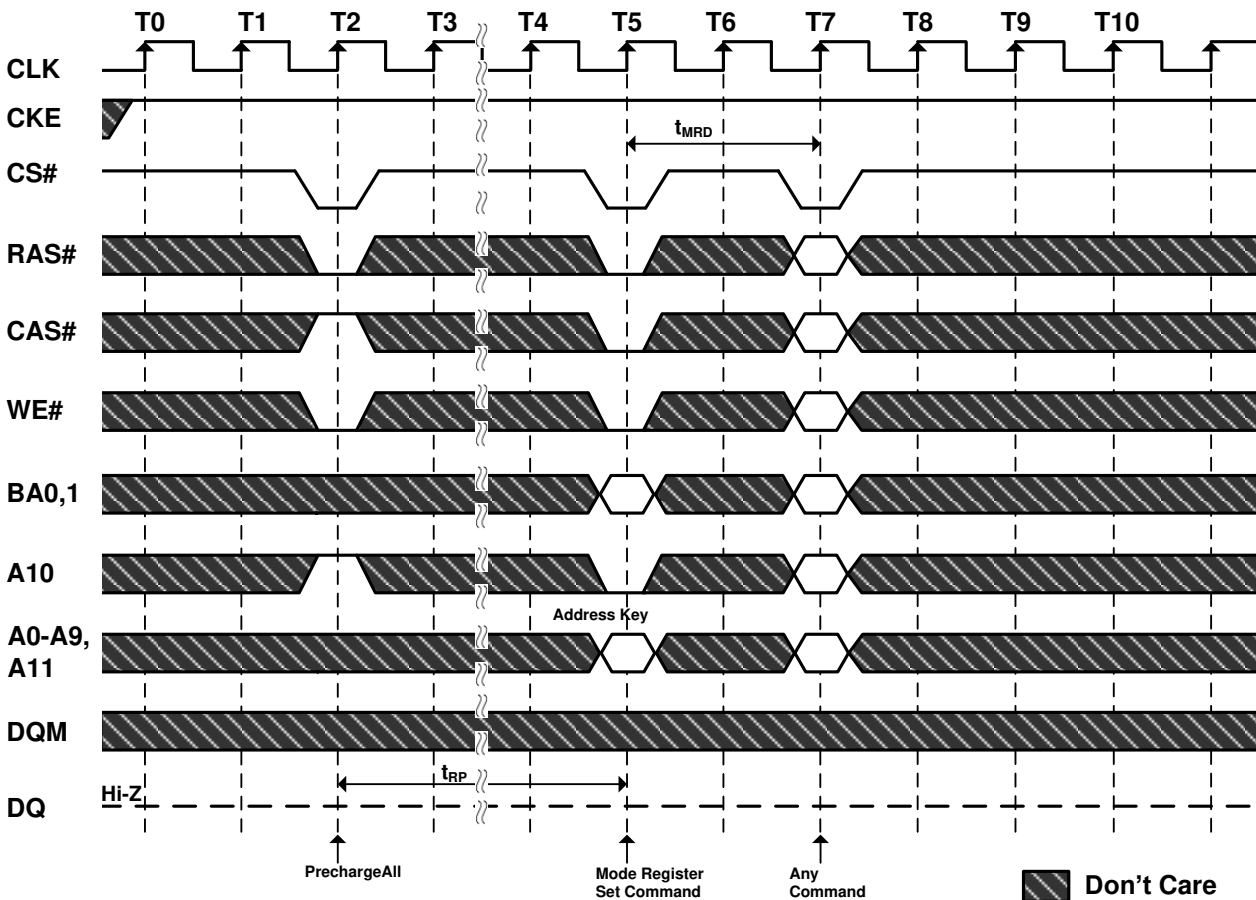 T0 T1 T2 T3 T4 T5 T6 T7 T8 T9 T10
CLK
CKE
tMRD
CS#
RAS#
CAS#
WE#
BA0,1
A10
Address Key
A0-A9,
A11
DQM
tRP
Hi-Z
DQ
PrechargeAll
Mode Register
Set Command
Any
Command
Don't Care